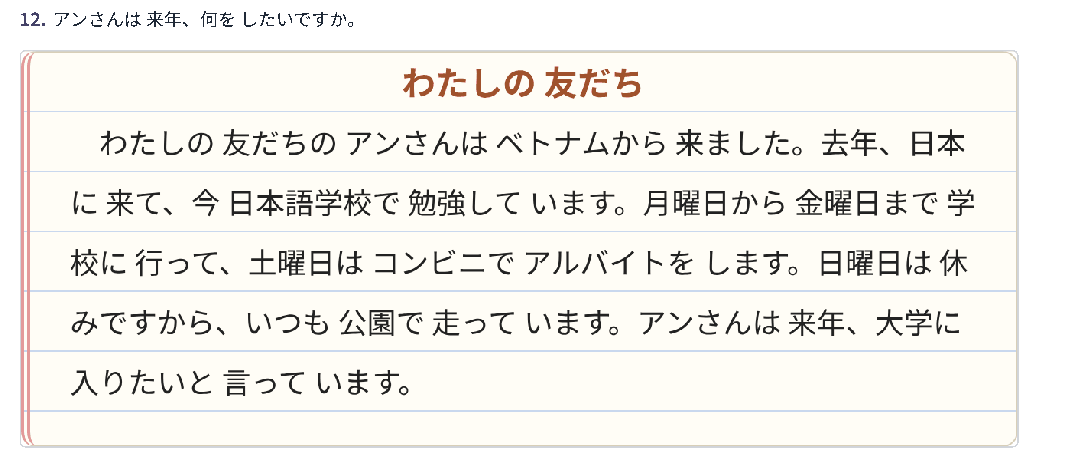 12. アンさんは 来年、何を したいですか。
わたしの 友だち
わたしの 友だちの アンさんは ベトナムから 来ました。去年、日本
に 来て、今 日本語学校で 勉強して います。月曜日から 金曜日まで 学
校に 行って、土曜日は コンビニで アルバイトを します。日曜日は 休
みですから、いつも 公園で 走って います。アンさんは 来年、大学に
入りたいと 言って います。